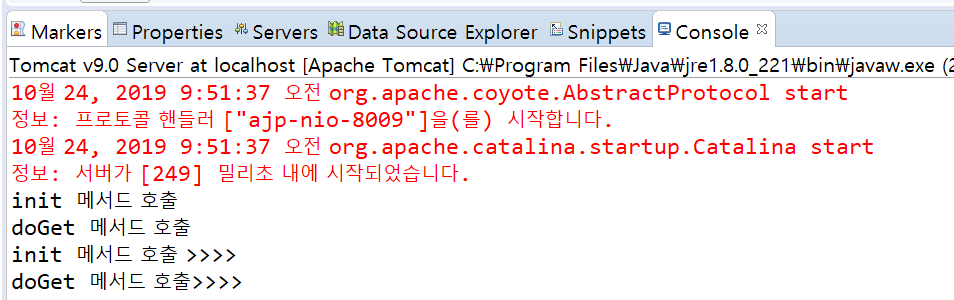 Markers Properties Servers Data Source Explorer Snippets Console
Tomcat v9.0 Server at localhost [Apache Tomcat] C:₩Program Files₩Java₩jre1.8.0_221₩bin₩javaw.exe (2
10월 24, 2019 9:51:37 오전 org.apache.coyote.AbstractProtocol start
정보: 프로토콜 핸들러 ["ajp-nio-8009"]을(를) 시작합니다.
10월 24, 2019 9:51:37 오전 org.apache.catalina.startup.Catalina start
정보: 서버가 [249] 밀리초 내에 시작되었습니다.
init 메서드 호출
doGet 메서드 호출
init 메서드 호출 >>>>
doGet 메서드 호출>>>>